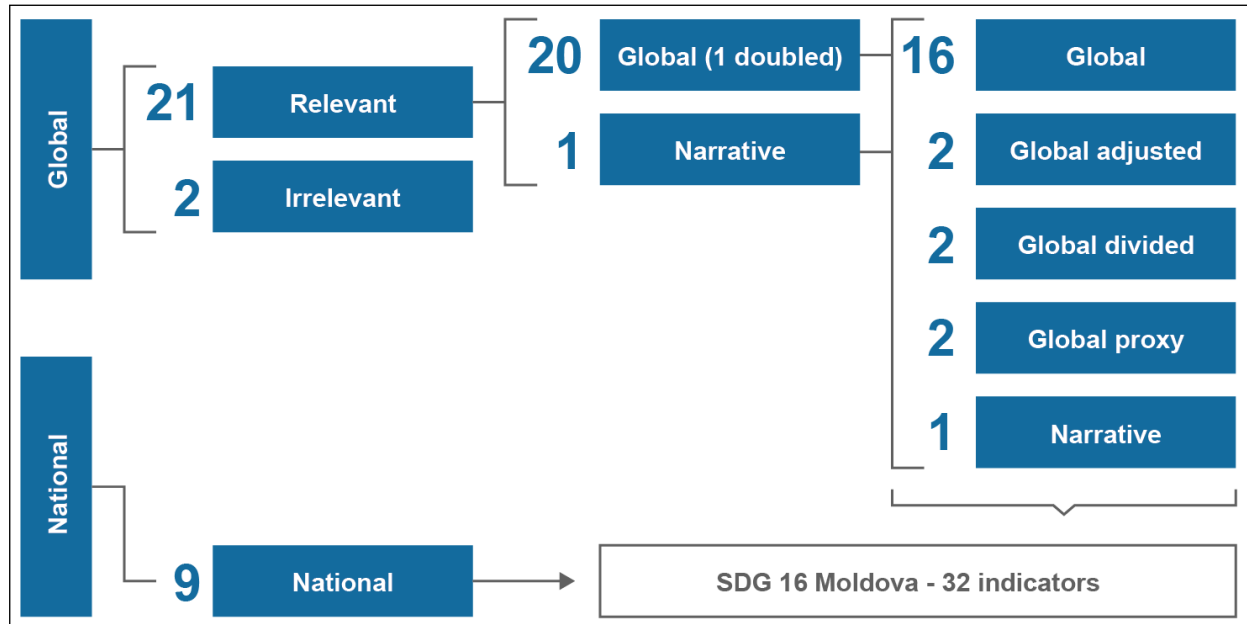 Global
21
Relevant
2
Irrelevant
20
Global (1 doubled)
1
Narrative
16
Global
2
Global adjusted
2
Global divided
2
Global proxy
1
Narrative
National
9
National
SDG 16 Moldova - 32 indicators